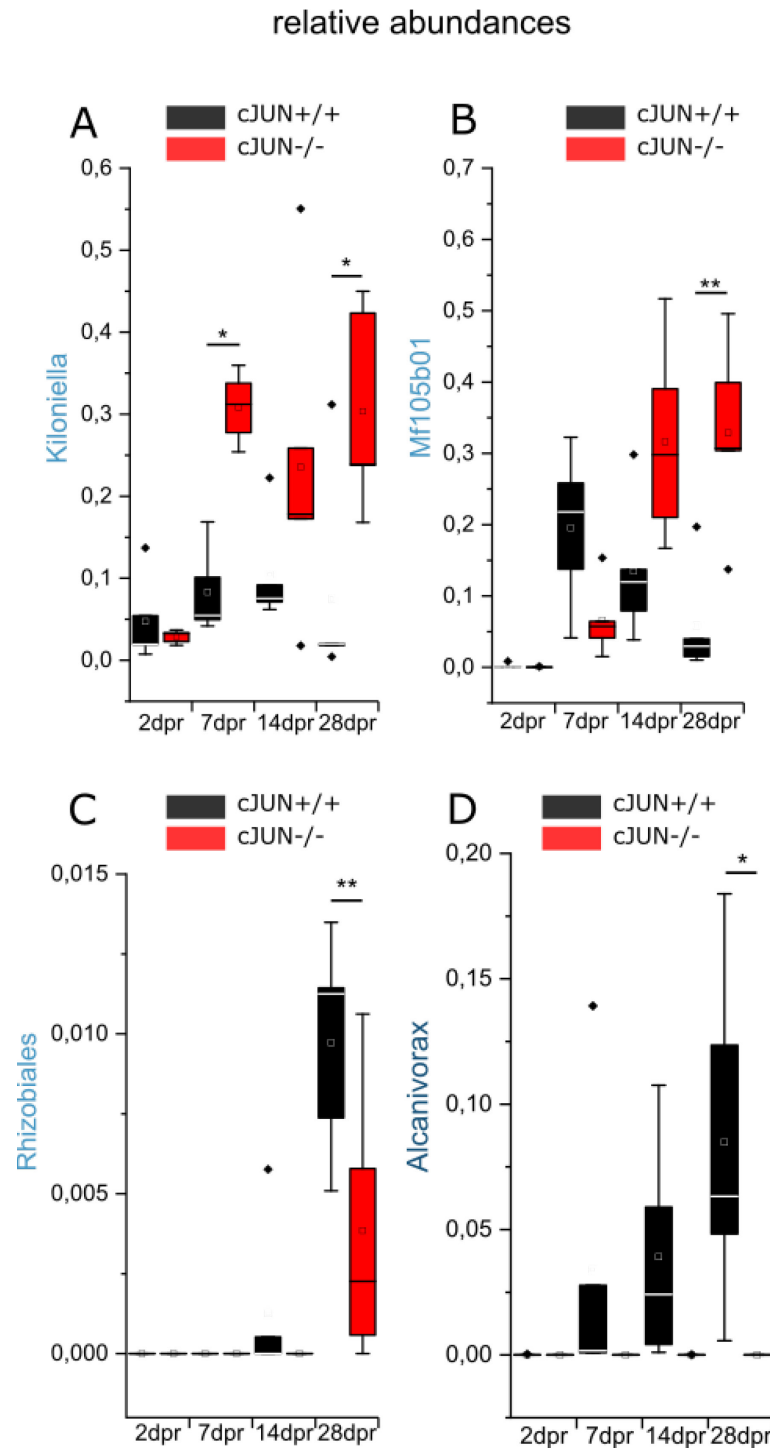 relative abundances
A
cJUN+/+
cJUN-/-
0,6
0,5
0,4
0,3
0,2
0,1
0,0
Kiloniella
*
*
2dpr 7dpr 14dpr 28dpr
B
cJUN+/+
cJUN-/-
0,7
0,6
0,5
0,4
0,3
0,2
0,1
0,0
Mf105b01
**
2dpr 7dpr 14dpr 28dpr
C
cJUN+/+
cJUN-/-
0,015
0,010
0,005
0,000
Rhizobiales
**
2dpr 7dpr 14dpr 28dpr
D
cJUN+/+
cJUN-/-
0,20
0,15
0,10
0,05
0,00
Alcanivorax
*
2dpr 7dpr 14dpr 28dpr